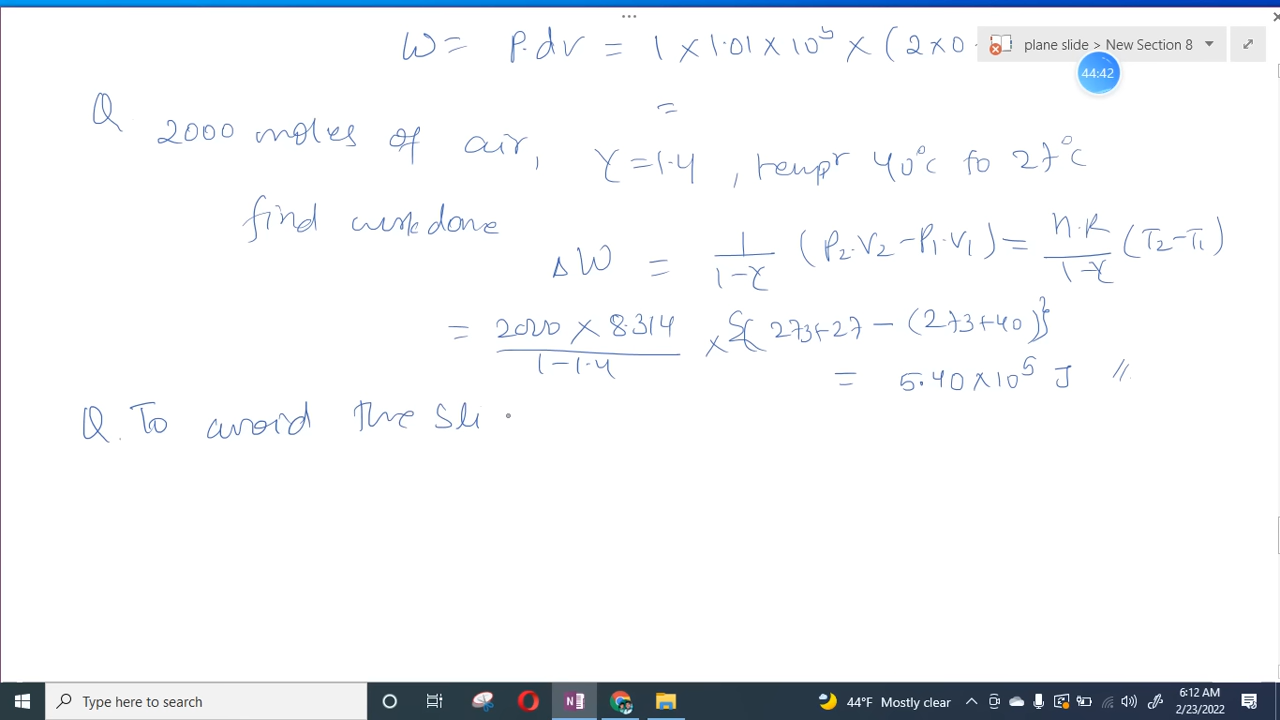 W = P.dv = 1 × 1.01 × 10⁵ × (2×0
plane slide > New Section 8
44:42
=
Q 2000 moles of air, γ = 1.4, tempr 40°C to 27°C
find workdone
ΔW = 1/(1-γ) (P₂.V₂ - P₁.V₁) = n.R/(1-γ) (T₂-T₁)
= 2000 × 8.314/(1-1.4) × {(273+27 - (273+40)}
= 5.40×10⁵ J //
Q. To avoid the sli
Type here to search
44°F Mostly clear
6:12 AM
2/23/2022